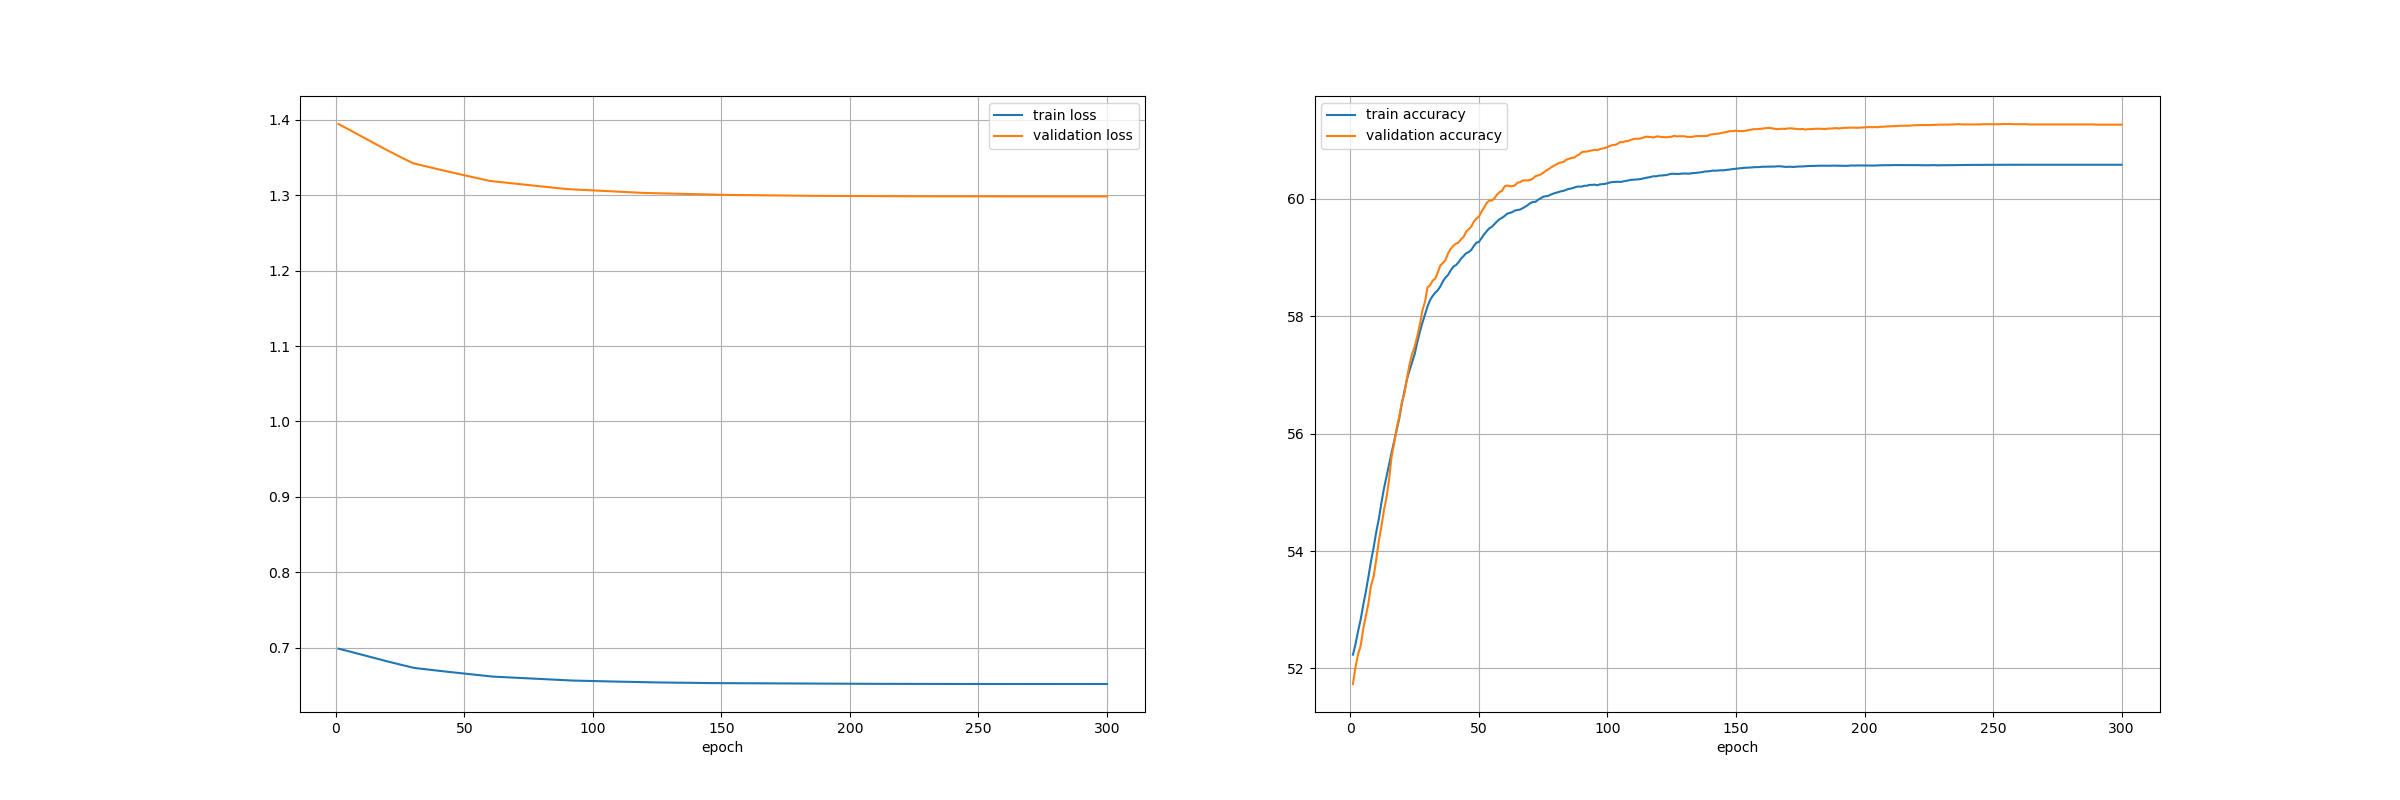 train loss
validation loss
1.4
1.3
1.2
1.1
1.0
0.9
0.8
0.7
0 50 100 150 200 250 300
epoch
train accuracy
validation accuracy
60
58
56
54
52
0 50 100 150 200 250 300
epoch